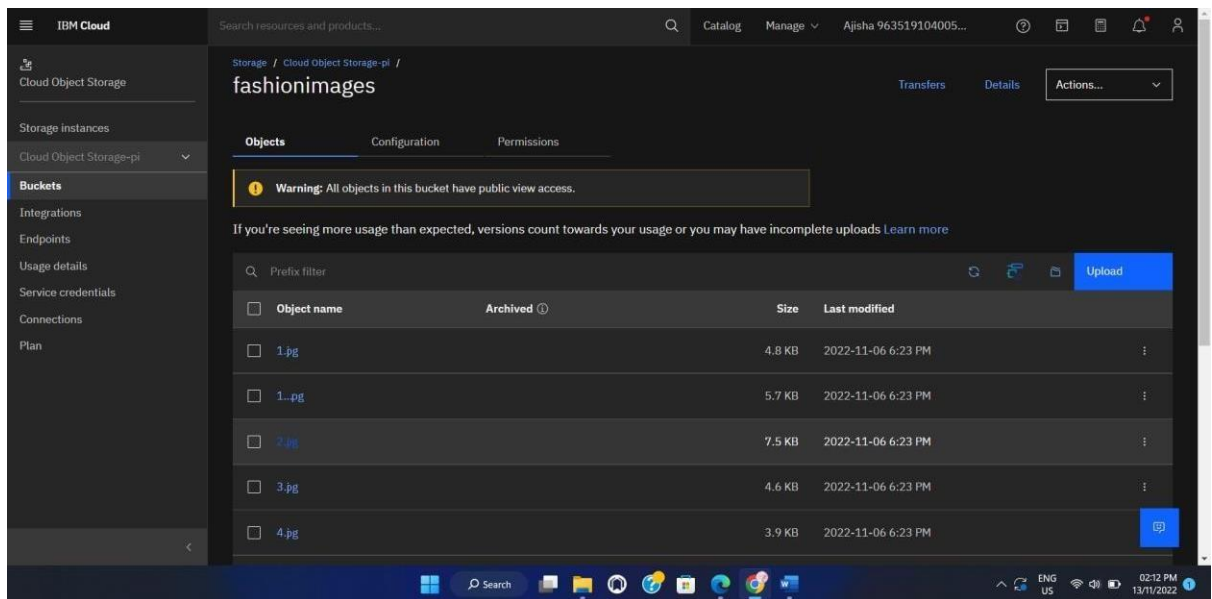 IBM Cloud
Search resources and products...
Catalog
Manage
Ajisha 963519104005...
Cloud Object Storage
Storage instances
Cloud Object Storage-pi
Buckets
Integrations
Endpoints
Usage details
Service credentials
Connections
Plan
Storage / Cloud Object Storage-pi /
fashionimages
Transfers
Details
Actions...
Objects
Configuration
Permissions
Warning: All objects in this bucket have public view access.
If you're seeing more usage than expected, versions count towards your usage or you may have incomplete uploads Learn more
Prefix filter
Upload
Object name
Archived
Size
Last modified
1.jpg
4.8 KB
2022-11-06 6:23 PM
1...pg
5.7 KB
2022-11-06 6:23 PM
2.jpg
7.5 KB
2022-11-06 6:23 PM
3.jpg
4.6 KB
2022-11-06 6:23 PM
4.jpg
3.9 KB
2022-11-06 6:23 PM
Search
ENG
US
02:12 PM
13/11/2022
1